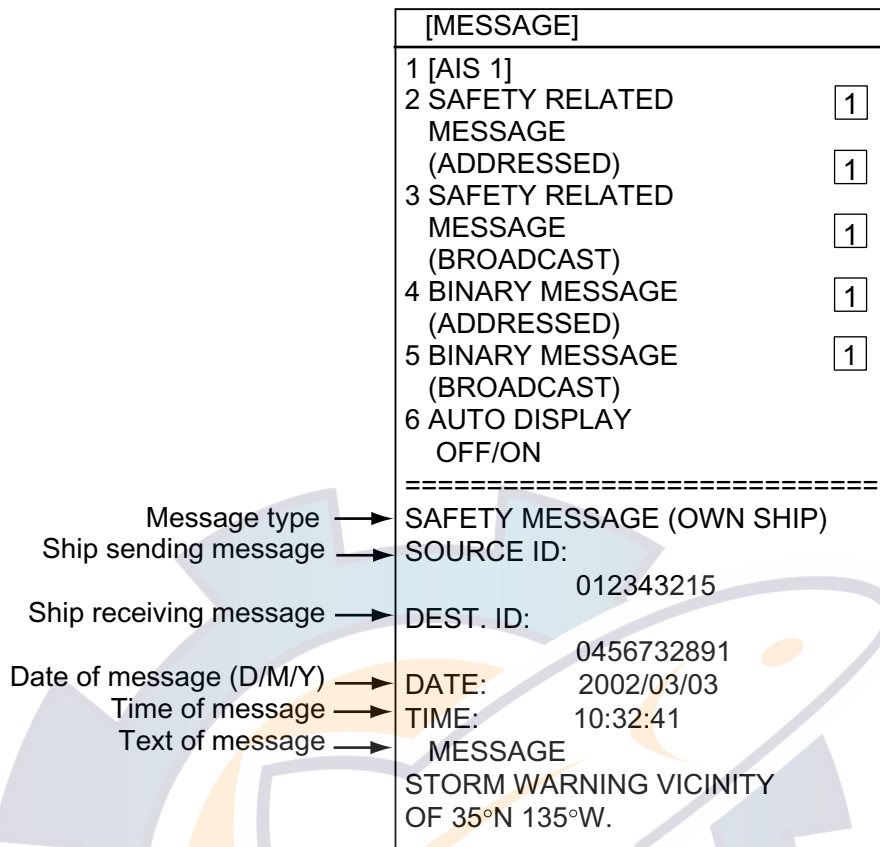 [MESSAGE]
1 [AIS 1]
2 SAFETY RELATED 1
MESSAGE
(ADDRESSED) 1
3 SAFETY RELATED
MESSAGE 1
(BROADCAST)
4 BINARY MESSAGE 1
(ADDRESSED)
5 BINARY MESSAGE 1
(BROADCAST)
6 AUTO DISPLAY
OFF/ON
=============================
Message type SAFETY MESSAGE (OWN SHIP)
Ship sending message SOURCE ID:
012343215
Ship receiving message DEST. ID:
0456732891
Date of message (D/M/Y) DATE: 2002/03/03
Time of message TIME: 10:32:41
Text of message MESSAGE
STORM WARNING VICINITY
OF 35°N 135°W.